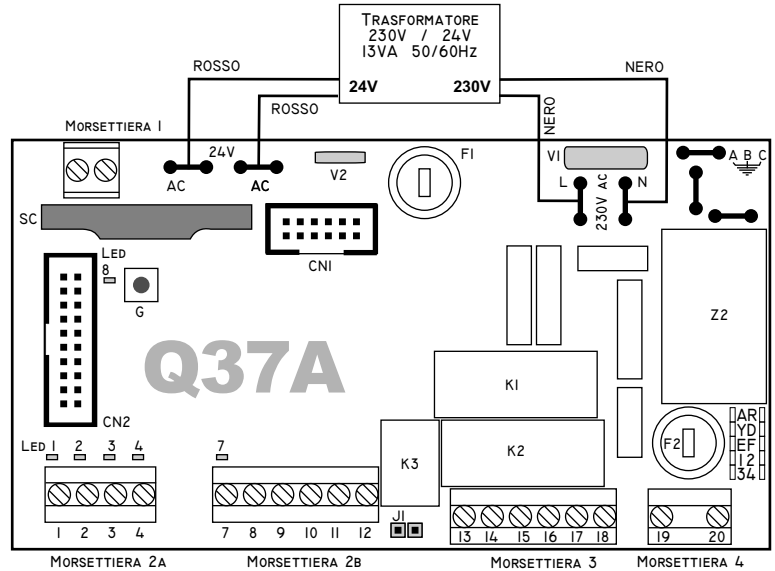 TRASFORMATORE
230V / 24V
13VA 50/60Hz
24V 230V
ROSSO
ROSSO
NERO
NERO
MORSETTIERA 1
24V
AC
AC
V2
F1
V1
L
N
230V AC
A B C
SC
CN1
LED
8
G
Z2
Q37A
CN2
K1
K2
K3
F2
AR
YD
EF
12
34
LED 1 2 3 4
7
J1
1 2 3 4
7 8 9 10 11 12
13 14 15 16 17 18
19 20
MORSETTIERA 2A
MORSETTIERA 2B
MORSETTIERA 3
MORSETTIERA 4